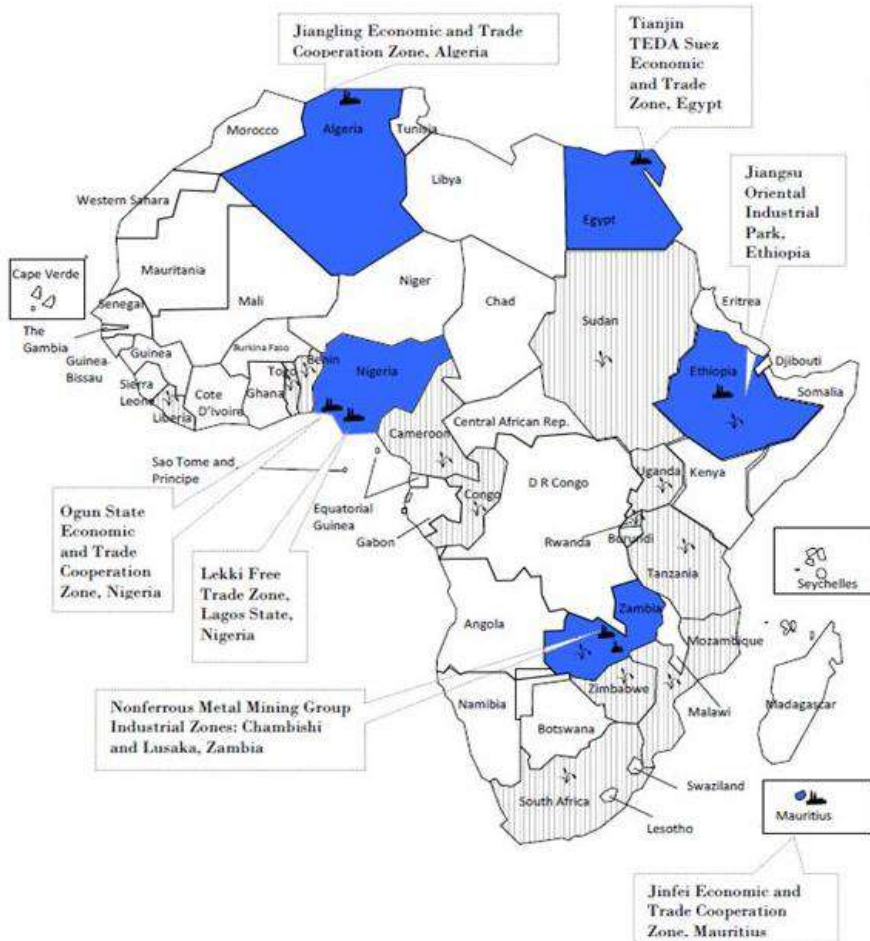 Jiangling Economic and Trade
Cooperation Zone, Algeria
Tianjin
TEDA Suez
Economic
and Trade
Zone, Egypt
Morocco
Algeria
Tunisia
Libya
Egypt
Western Sahara
Jiangsu
Oriental
Industrial
Park,
Ethiopia
Cape Verde
Mauritania
Mali
Niger
Chad
Sudan
Eritrea
Senegal
The
Gambia
Guinea-
Bissau
Guinea
Burkina Faso
Benin
Togo
Nigeria
Ethiopia
Djibouti
Somalia
Sierra
Leone
Liberia
Cote
D'ivoire
Ghana
Cameroon
Central African Rep.
Sao Tome and
Principe
Equatorial
Guinea
Gabon
Congo
D R Congo
Uganda
Kenya
Rwanda
Burundi
Tanzania
Seychelles
Ogun State
Economic
and Trade
Cooperation
Zone, Nigeria
Lekki Free
Trade Zone,
Lagos State,
Nigeria
Angola
Zambia
Mozambique
Malawi
Madagascar
Nonferrous Metal Mining Group
Industrial Zones: Chambishi
and Lusaka, Zambia
Namibia
Zimbabwe
Botswana
Swaziland
South Africa
Lesotho
Mauritius
Jinfei Economic and
Trade Cooperation
Zone, Mauritius